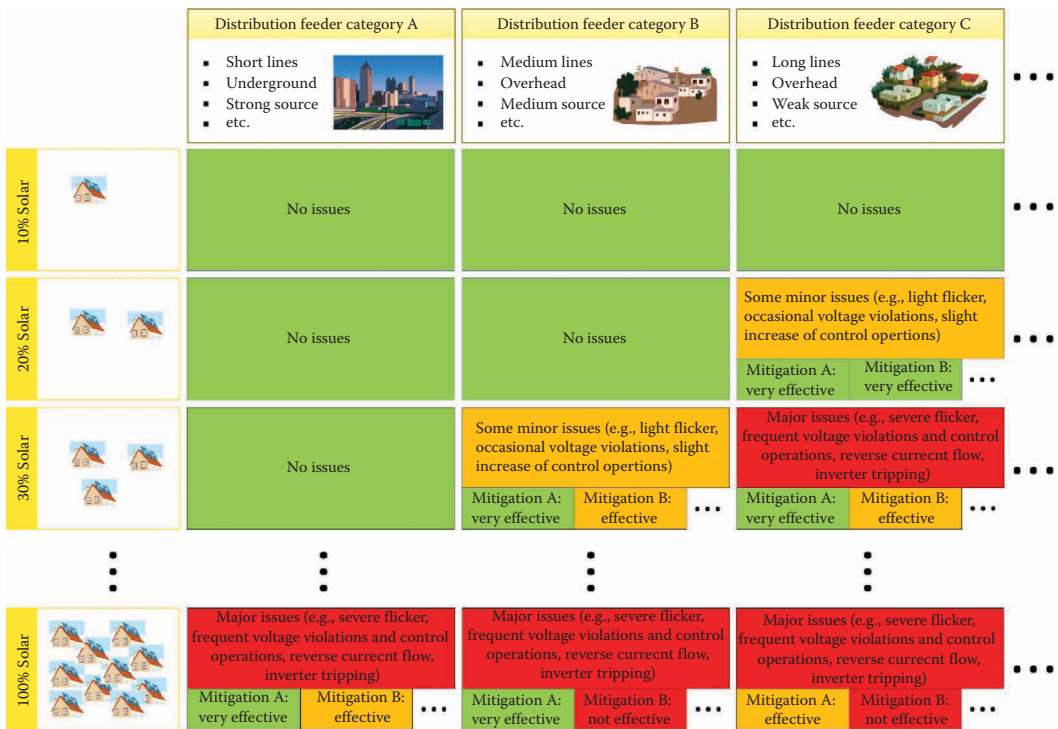 Distribution feeder category A
▪ Short lines
▪ Underground
▪ Strong source
▪ etc.
Distribution feeder category B
▪ Medium lines
▪ Overhead
▪ Medium source
▪ etc.
Distribution feeder category C
▪ Long lines
▪ Overhead
▪ Weak source
▪ etc.
10% Solar
No issues
No issues
No issues
20% Solar
No issues
No issues
Some minor issues (e.g., light flicker,
occasional voltage violations, slight
increase of control opertions)
Mitigation A:
very effective
Mitigation B:
very effective
30% Solar
No issues
Some minor issues (e.g., light flicker,
occasional voltage violations, slight
increase of control opertions)
Mitigation A:
very effective
Mitigation B:
effective
Major issues (e.g., severe flicker,
frequent voltage violations and control
operations, reverse currecnt flow,
inverter tripping)
Mitigation A:
very effective
Mitigation B:
effective
100% Solar
Major issues (e.g., severe flicker,
frequent voltage violations and control
operations, reverse currecnt flow,
inverter tripping)
Mitigation A:
very effective
Mitigation B:
effective
Major issues (e.g., severe flicker,
frequent voltage violations and control
operations, reverse currecnt flow,
inverter tripping)
Mitigation A:
very effective
Mitigation B:
not effective
Major issues (e.g., severe flicker,
frequent voltage violations and control
operations, reverse currecnt flow,
inverter tripping)
Mitigation A:
effective
Mitigation B:
not effective